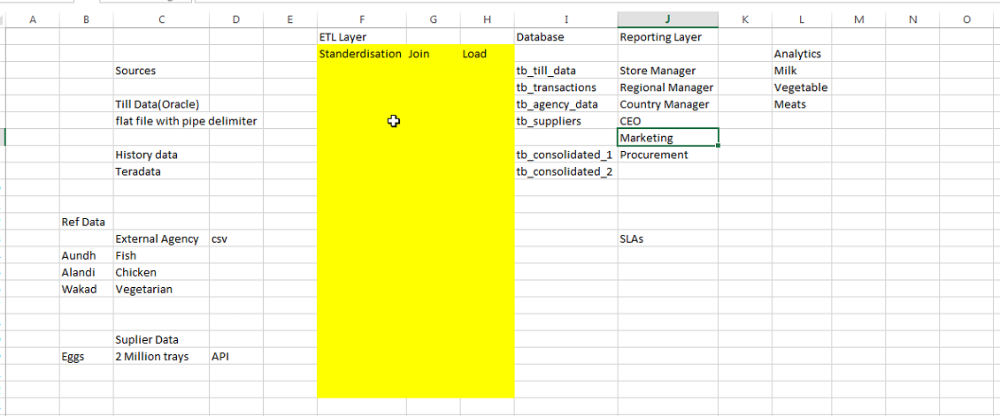 A B C D E F G H I J K L M N O
ETL Layer Database Reporting Layer
Standerdisation Join Load Analytics
Sources tb_till_data Store Manager Milk
tb_transactions Regional Manager Vegetable
Till Data(Oracle) tb_agency_data Country Manager Meats
flat file with pipe delimiter tb_suppliers CEO
Marketing
History data tb_consolidated_1 Procurement
Teradata tb_consolidated_2
Ref Data
External Agency csv SLAs
Aundh Fish
Alandi Chicken
Wakad Vegetarian
Suplier Data
Eggs 2 Million trays API